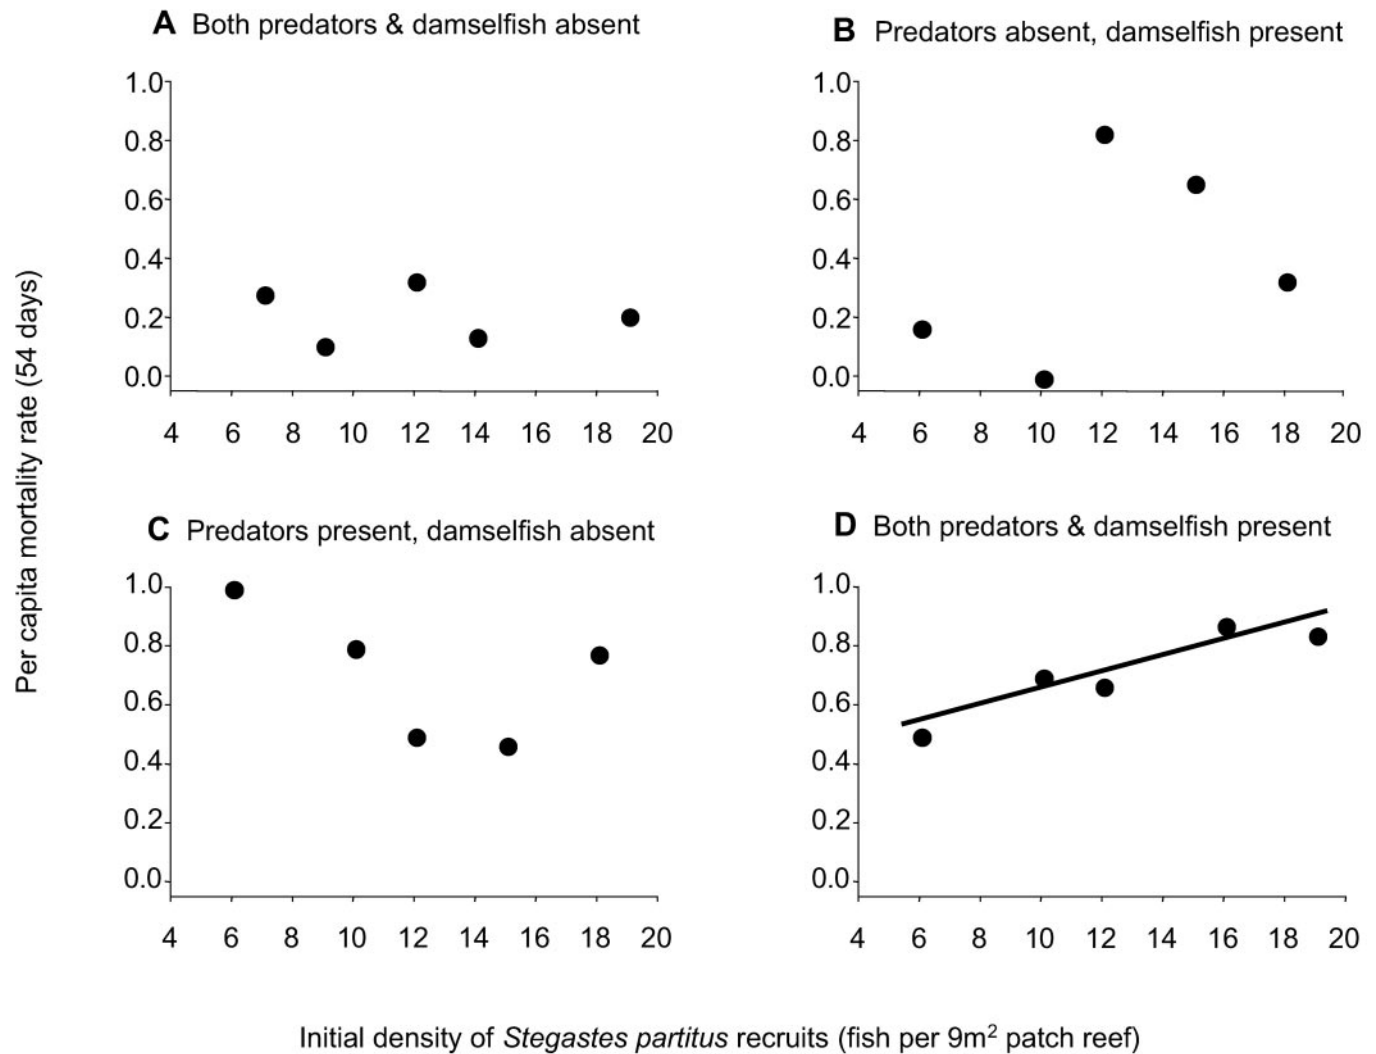 A Both predators & damselfish absent
1.0
0.8
0.6
0.4
0.2
0.0
4 6 8 10 12 14 16 18 20
B Predators absent, damselfish present
1.0
0.8
0.6
0.4
0.2
0.0
4 6 8 10 12 14 16 18 20
C Predators present, damselfish absent
1.0
0.8
0.6
0.4
0.2
0.0
4 6 8 10 12 14 16 18 20
D Both predators & damselfish present
1.0
0.8
0.6
0.4
0.2
0.0
4 6 8 10 12 14 16 18 20
Per capita mortality rate (54 days)
Initial density of Stegastes partitus recruits (fish per 9m² patch reef)